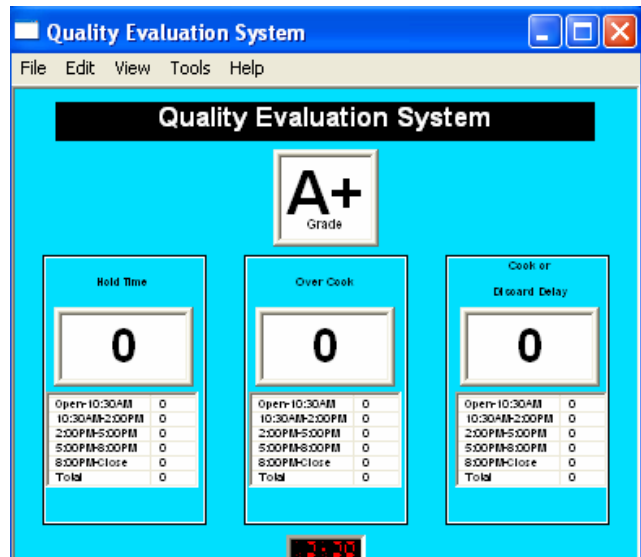 Quality Evaluation System
File Edit View Tools Help
Quality Evaluation System
A+
Grade
Hold Time
0
Open-10:30AM 0
10:30AM-2:00PM 0
2:00PM-5:00PM 0
5:00PM-8:00PM 0
8:00PM-Close 0
Total 0
Over Cook
0
Open-10:30AM 0
10:30AM-2:00PM 0
2:00PM-5:00PM 0
5:00PM-8:00PM 0
8:00PM-Close 0
Total 0
Cook or
Discard Delay
0
Open-10:30AM 0
10:30AM-2:00PM 0
2:00PM-5:00PM 0
5:00PM-8:00PM 0
8:00PM-Close 0
Total 0